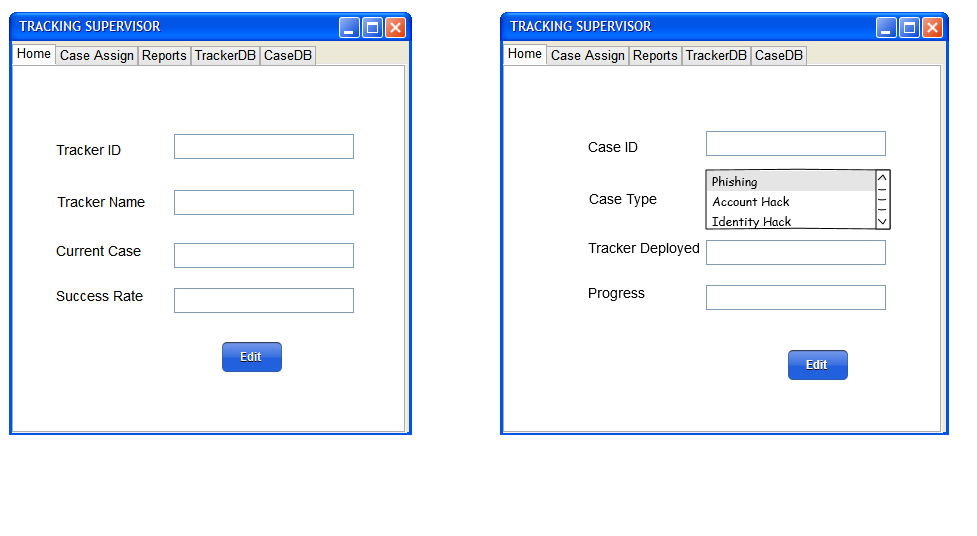 TRACKING SUPERVISOR
Home Case Assign Reports TrackerDB CaseDB
Tracker ID
Tracker Name
Current Case
Success Rate
Edit
TRACKING SUPERVISOR
Home Case Assign Reports TrackerDB CaseDB
Case ID
Case Type
Phishing
Account Hack
Identity Hack
Tracker Deployed
Progress
Edit